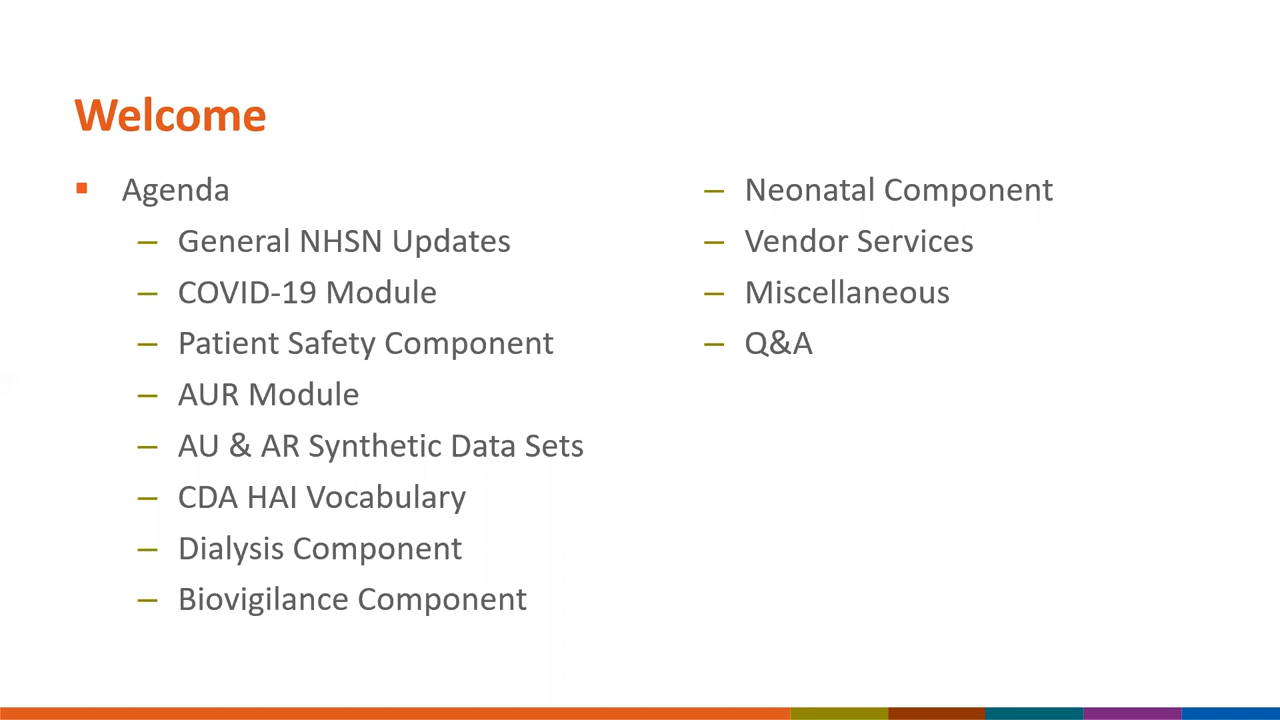 Welcome
▪ Agenda
– General NHSN Updates
– COVID-19 Module
– Patient Safety Component
– AUR Module
– AU & AR Synthetic Data Sets
– CDA HAI Vocabulary
– Dialysis Component
– Biovigilance Component
– Neonatal Component
– Vendor Services
– Miscellaneous
– Q&A